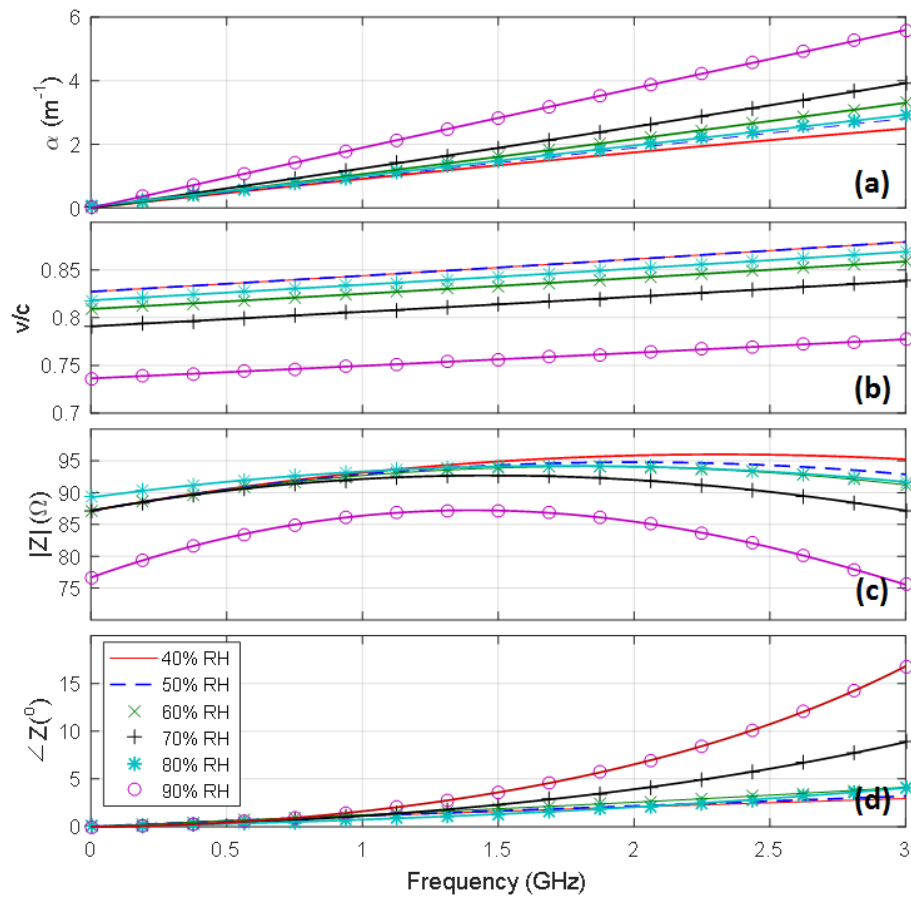 6
4
2
0
α (m⁻¹)
(a)
0.85
0.8
0.75
0.7
v/c
(b)
95
90
85
80
75
|Z| (Ω)
(c)
15
10
5
0
∠Z(⁰)
40% RH
50% RH
60% RH
70% RH
80% RH
90% RH
(d)
0 0.5 1 1.5 2 2.5 3
Frequency (GHz)